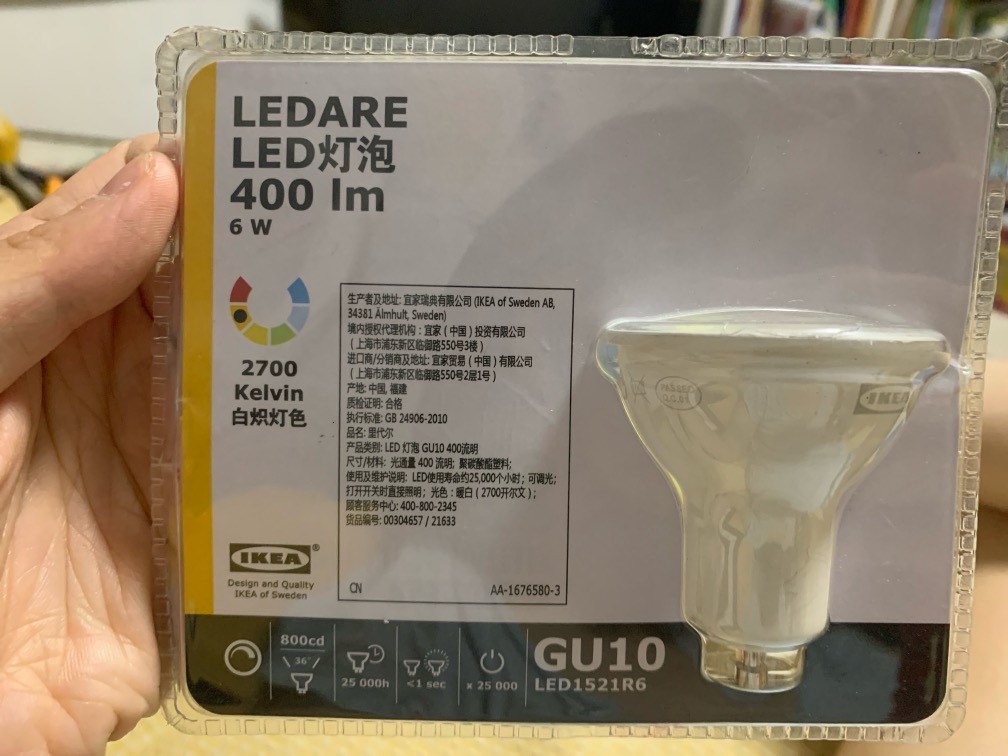 LEDARE
LED灯泡
400 lm
6 W
2700
Kelvin
白炽灯色
生产者及地址: 宜家瑞典有限公司 (IKEA of Sweden AB,
34381 Älmhult, Sweden)
境内授权代理机构：宜家（中国）投资有限公司
（上海市浦东新区临御路550号3楼）
进口商/分销商及地址: 宜家贸易（中国）有限公司
（上海市浦东新区临御路550号2层1号）
产地: 中国, 福建
质检证明: 合格
执行标准: GB 24906-2010
品名: 里代尔
产品类别: LED 灯泡 GU10 400流明
尺寸/材料: 光通量 400 流明; 聚碳酸酯塑料;
使用及维护说明: LED使用寿命约25,000个小时; 可调光;
打开开关时直接照明; 光色: 暖白 (2700开尔文);
顾客服务中心: 400-800-2345
货品编号: 00304657 / 21633
CN AA-1676580-3
IKEA®
Design and Quality
IKEA of Sweden
IKEA
800cd
36°
25 000h
<1 sec
x 25 000
GU10
LED1521R6